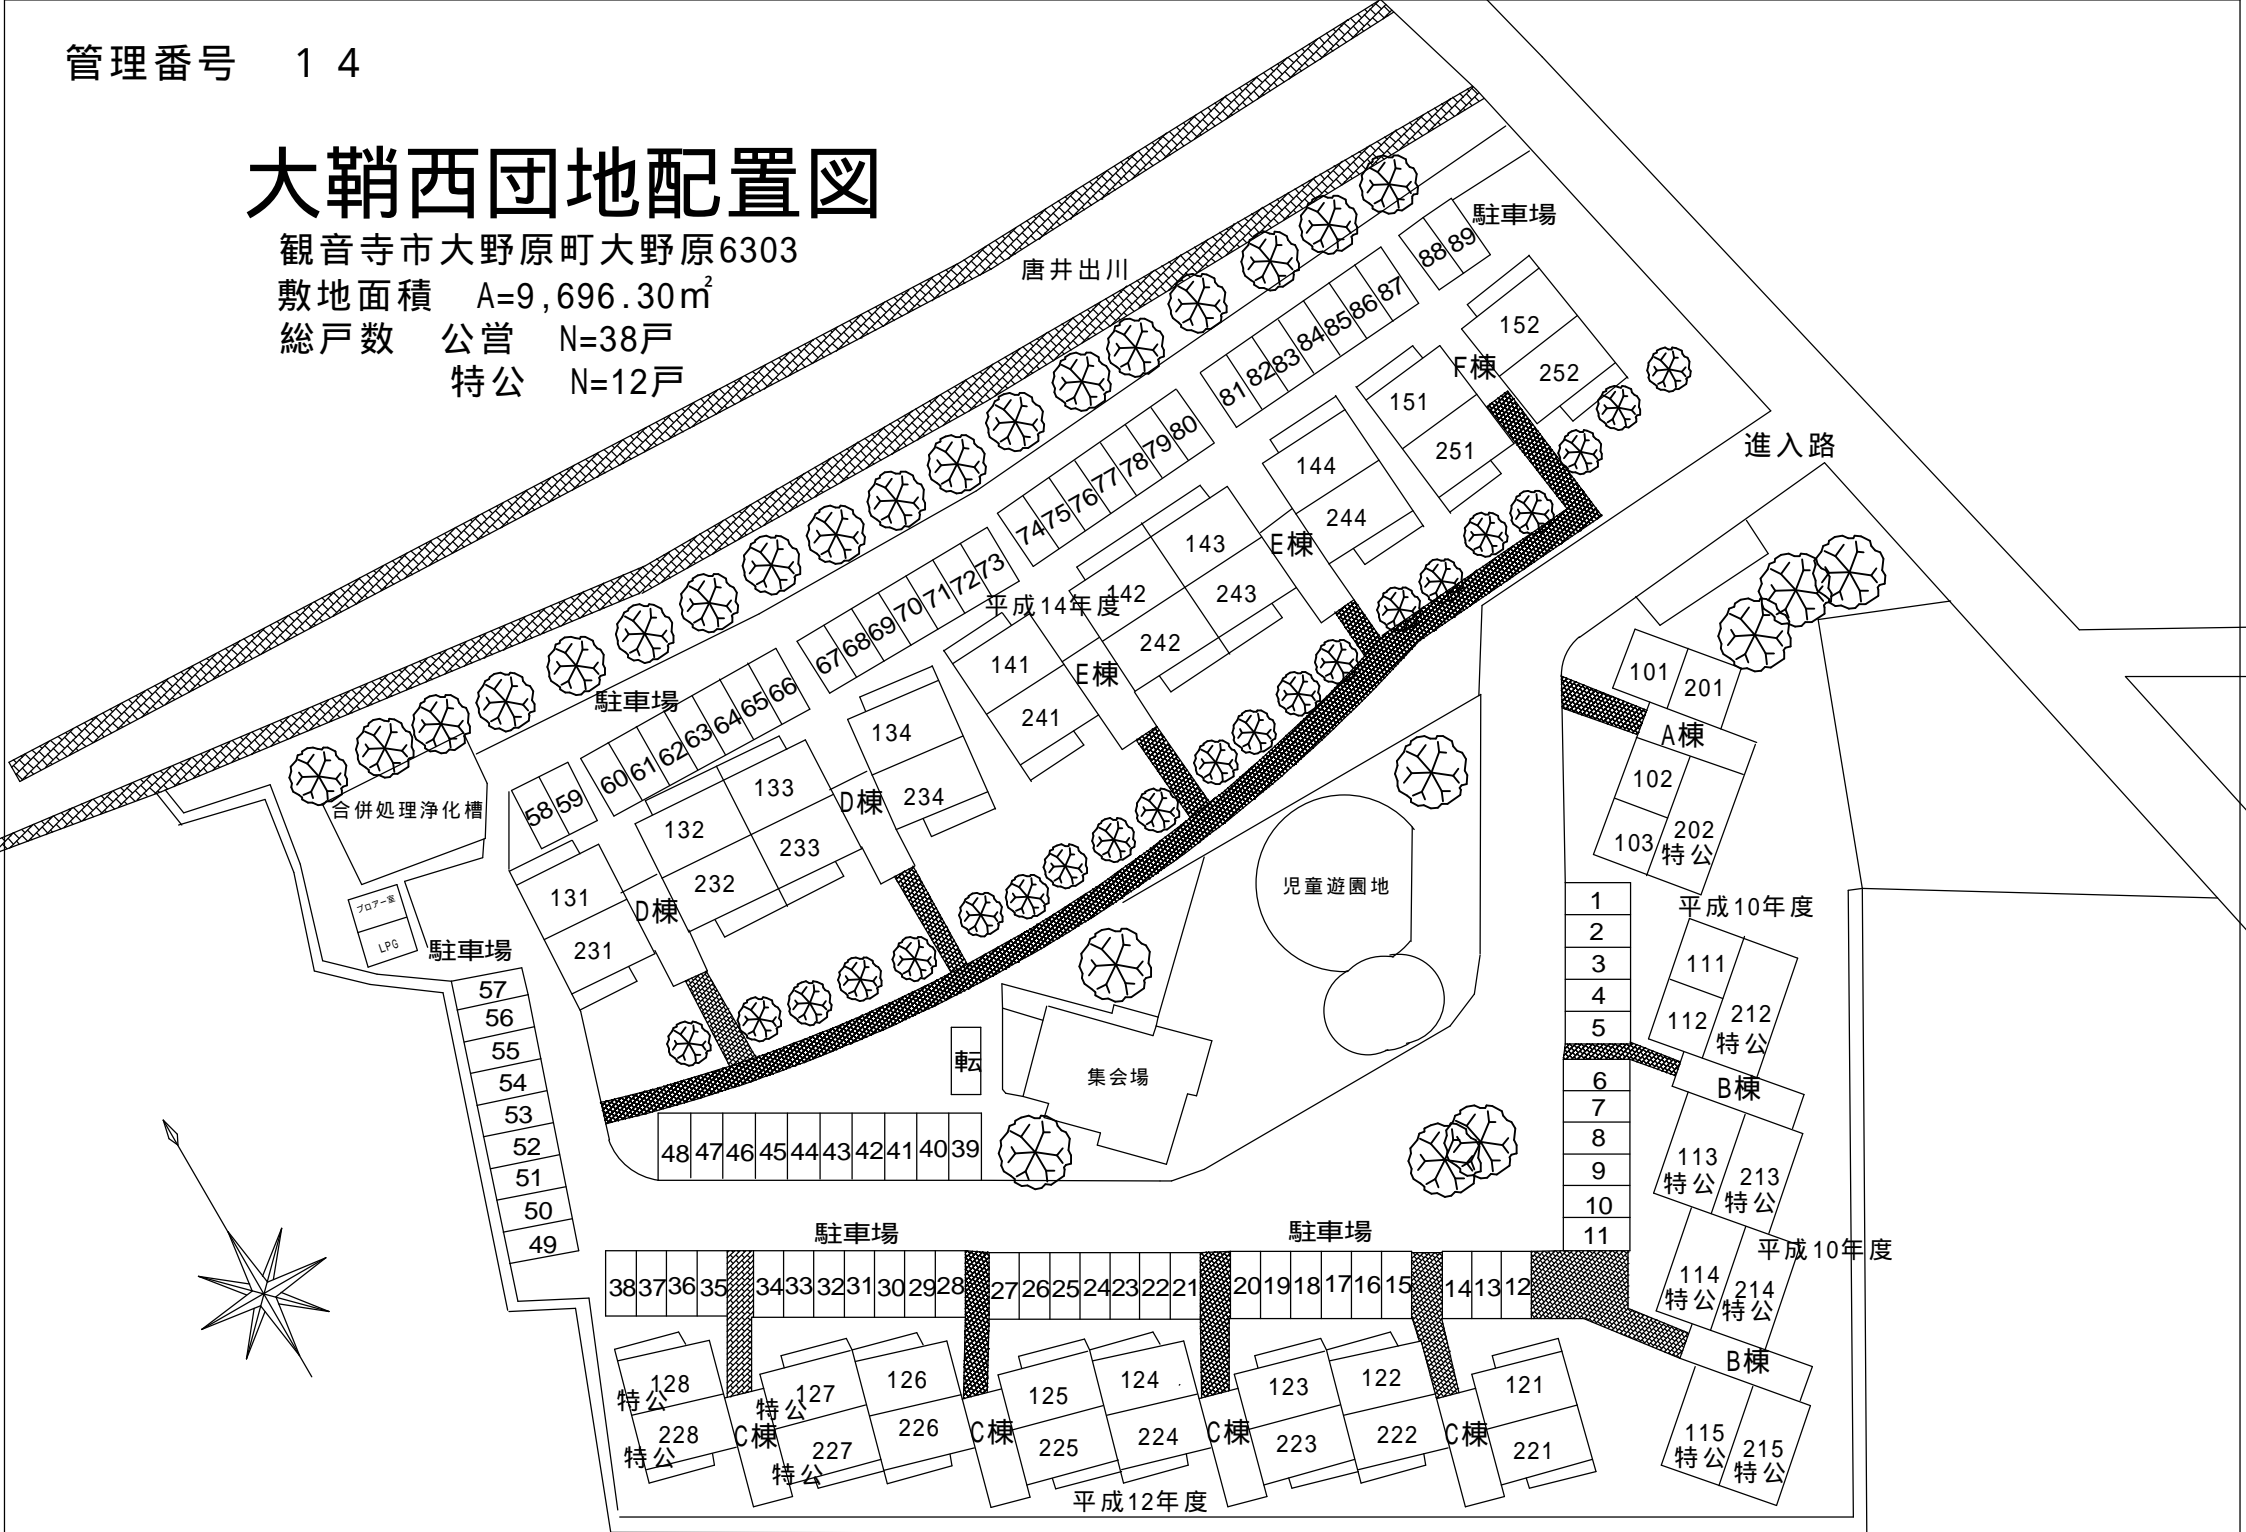 管理番号　１４
大鞘西団地配置図
観音寺市大野原町大野原6303
敷地面積　A=9,696.30㎡
総戸数　公営　N=38戸
特公　N=12戸
唐井出川
駐車場
88 89
81 82 83 84 85 86 87
74 75 76 77 78 79 80
67 68 69 70 71 72 73
駐車場
60 61 62 63 64 65 66
58 59
152
252
F棟
151
251
進入路
144
244
E棟
143
243
142
242
平成14年度
E棟
141
241
134
234
D棟
133
233
132
232
D棟
131
231
合併処理浄化槽
ブロアー室
LPG
駐車場
57
56
55
54
53
52
51
50
49
児童遊園地
集会場
転
48 47 46 45 44 43 42 41 40 39
101
201
A棟
102
103
202
特公
平成10年度
1
2
3
4
5
6
7
8
9
10
11
111
112
212
特公
B棟
113
特公
213
特公
平成10年度
114
特公
214
特公
B棟
115
特公
215
特公
駐車場
駐車場
38 37 36 35 34 33 32 31 30 29 28 27 26 25 24 23 22 21 20 19 18 17 16 15 14 13 12
128
特公
228
特公
C棟
127
特公
227
特公
126
226
C棟
125
225
124
224
C棟
123
223
122
222
C棟
121
221
平成12年度